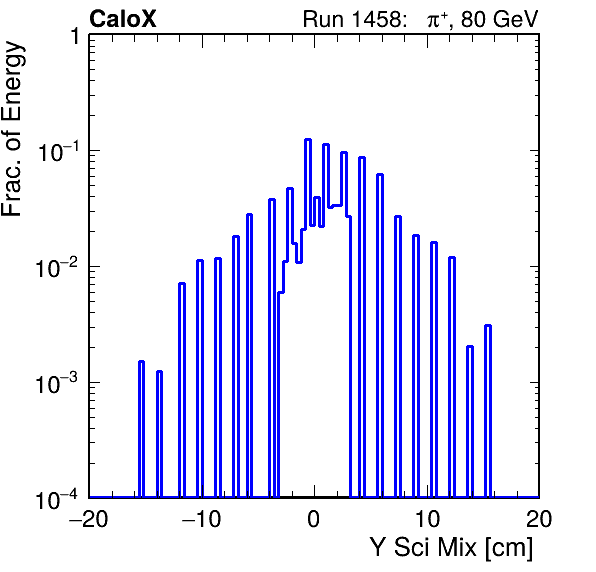 CaloX Run 1458: π⁺, 80 GeV
Frac. of Energy
1
10⁻¹
10⁻²
10⁻³
10⁻⁴
−20 −10 0 10 20
Y Sci Mix [cm]